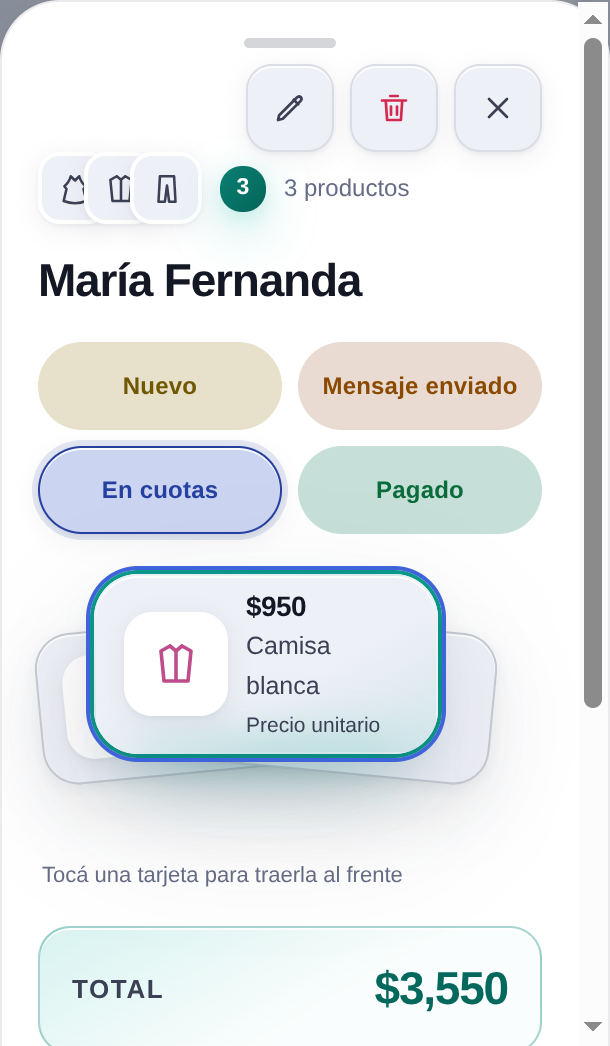 3
3 productos
María Fernanda
Nuevo
Mensaje enviado
En cuotas
Pagado
$950
Camisa
blanca
Precio unitario
Tocá una tarjeta para traerla al frente
TOTAL
$3,550